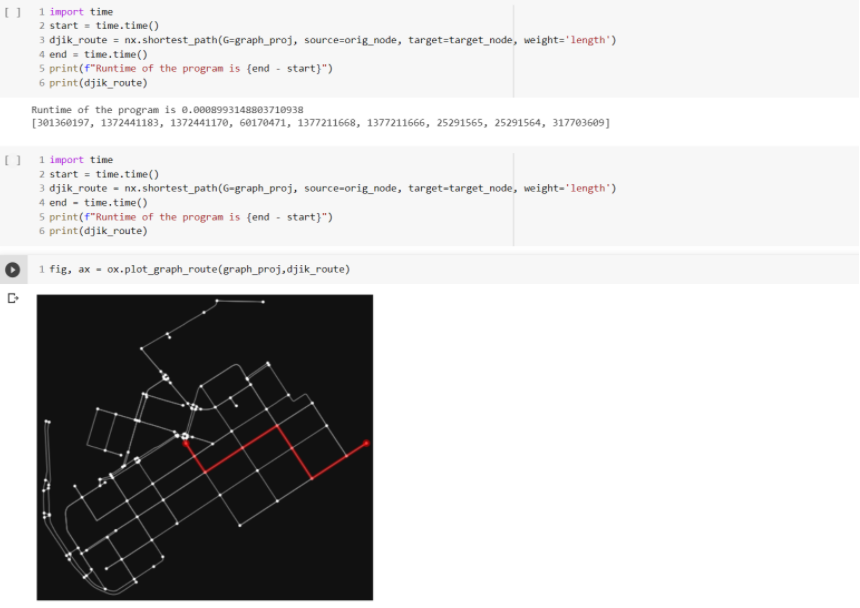 [ ] 1 import time
2 start = time.time()
3 djik_route = nx.shortest_path(G=graph_proj, source=orig_node, target=target_node, weight='length')
4 end = time.time()
5 print(f"Runtime of the program is {end - start}")
6 print(djik_route)
Runtime of the program is 0.0008993148803710938
[301360197, 1372441183, 1372441170, 60170471, 1377211668, 1377211666, 25291565, 25291564, 317703609]
[ ] 1 import time
2 start = time.time()
3 djik_route = nx.shortest_path(G=graph_proj, source=orig_node, target=target_node, weight='length')
4 end = time.time()
5 print(f"Runtime of the program is {end - start}")
6 print(djik_route)
1 fig, ax = ox.plot_graph_route(graph_proj,djik_route)